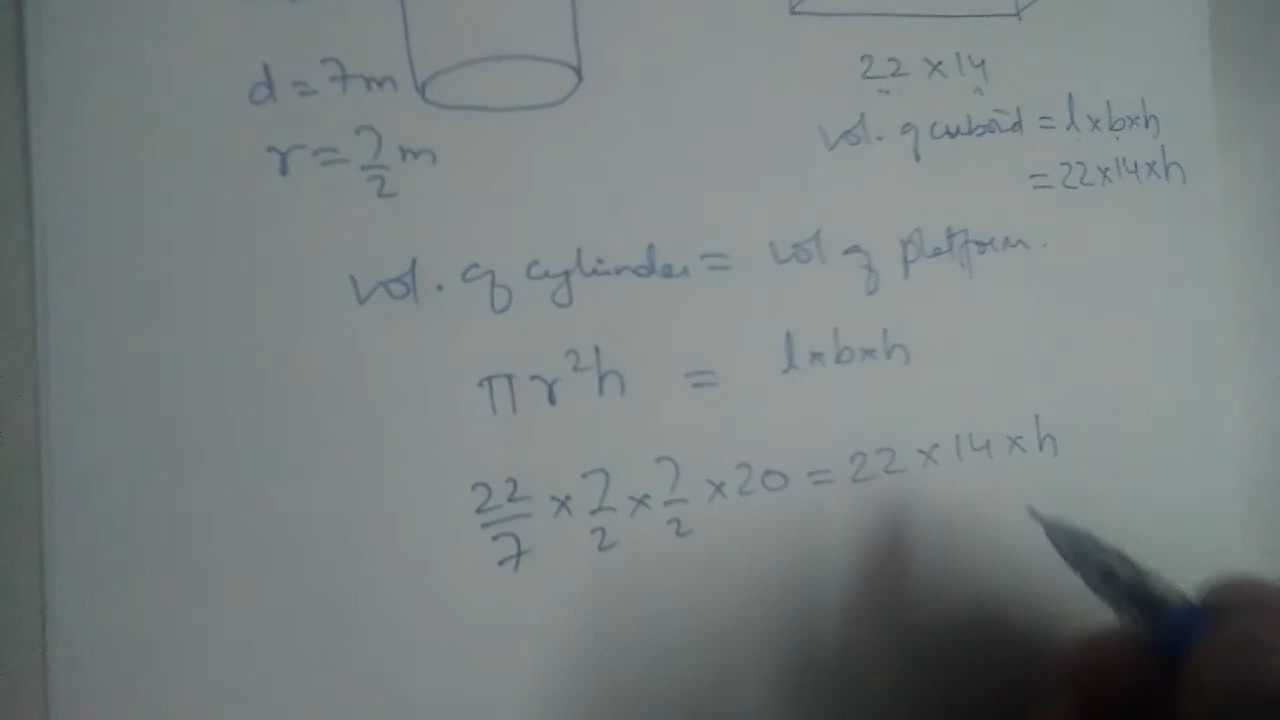 d = 7m
r = 7/2 m
22 × 14
vol. of cuboid = l×b×h
= 22×14×h
vol. of cylinder = vol of platform.
πr²h = l×b×h
22/7 × 7/2 × 7/2 × 20 = 22 × 14 × h